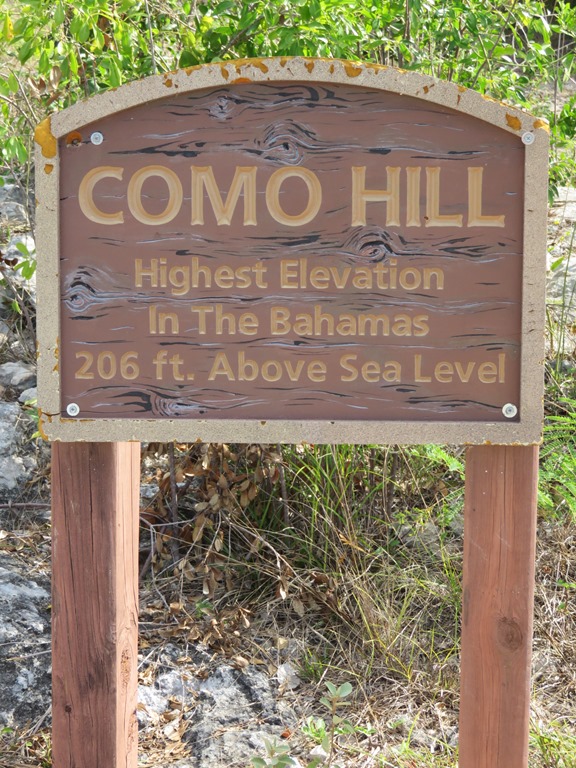 COMO HILL
Highest Elevation
In The Bahamas
206 ft. Above Sea Level